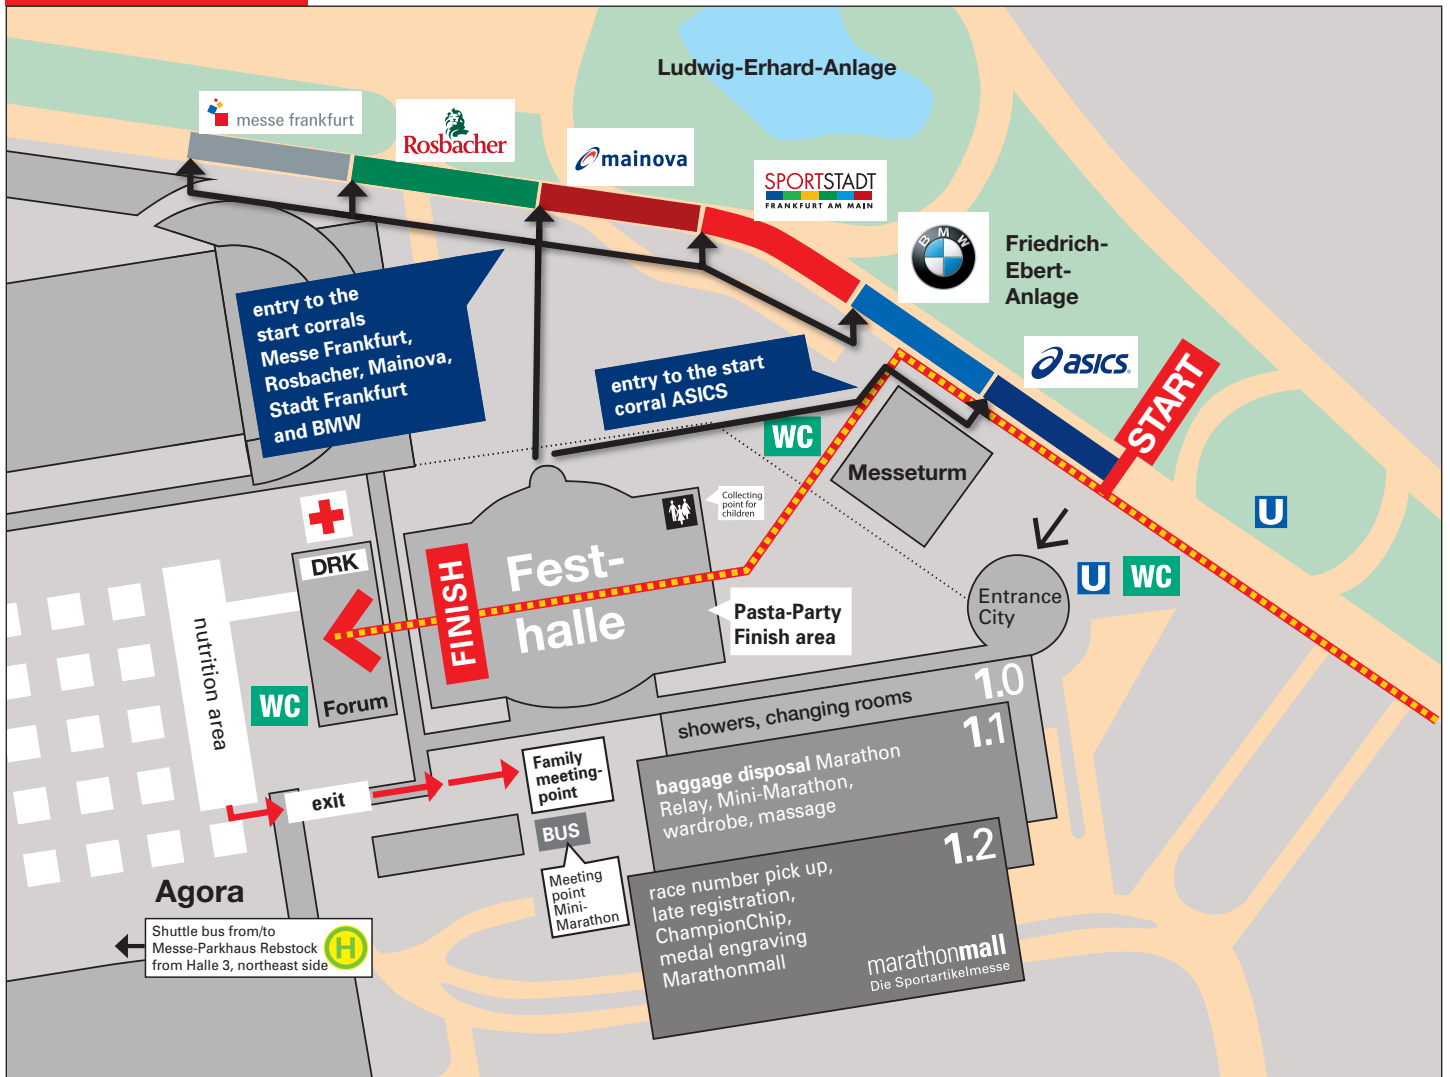 Ludwig-Erhard-Anlage
messe frankfurt
Rosbacher
mainova
SPORTSTADT
FRANKFURT AM MAIN
BMW
Friedrich-
Ebert-
Anlage
asics
START
entry to the
start corrals
Messe Frankfurt,
Rosbacher, Mainova,
Stadt Frankfurt
and BMW
entry to the start
corral ASICS
WC
Messeturm
U
Collecting
point for
children
DRK
FINISH
Fest-
halle
Pasta-Party
Finish area
Entrance
City
U
WC
nutrition area
WC
Forum
showers, changing rooms
1.0
baggage disposal Marathon
Relay, Mini-Marathon,
wardrobe, massage
1.1
Family
meeting-
point
exit
BUS
Meeting
point
Mini-
Marathon
race number pick up,
late registration,
ChampionChip,
medal engraving
Marathonmall
1.2
marathonmall
Die Sportartikelmesse
Agora
Shuttle bus from/to
Messe-Parkhaus Rebstock
from Halle 3, northeast side
H